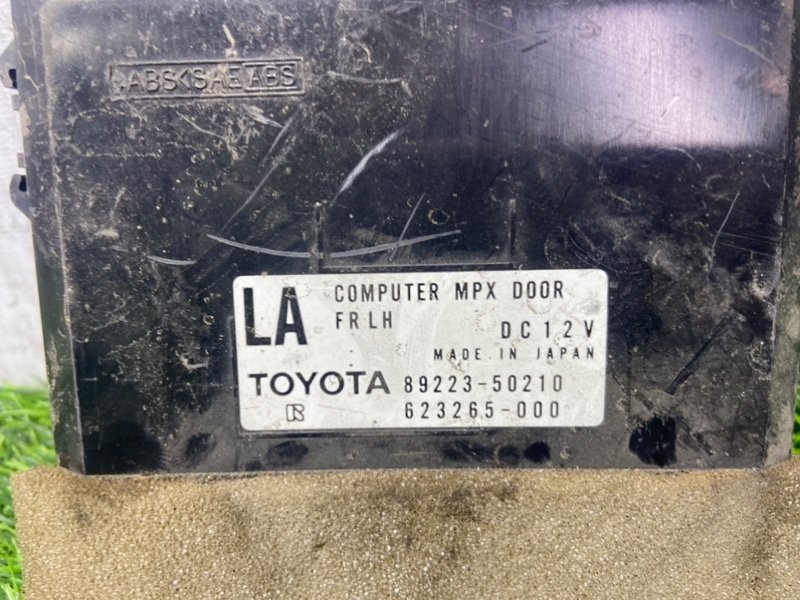 >ABS<SAE ABS
LA COMPUTER MPX DOOR
FR LH DC12V
MADE IN JAPAN
TOYOTA 89223-50210
623265-000